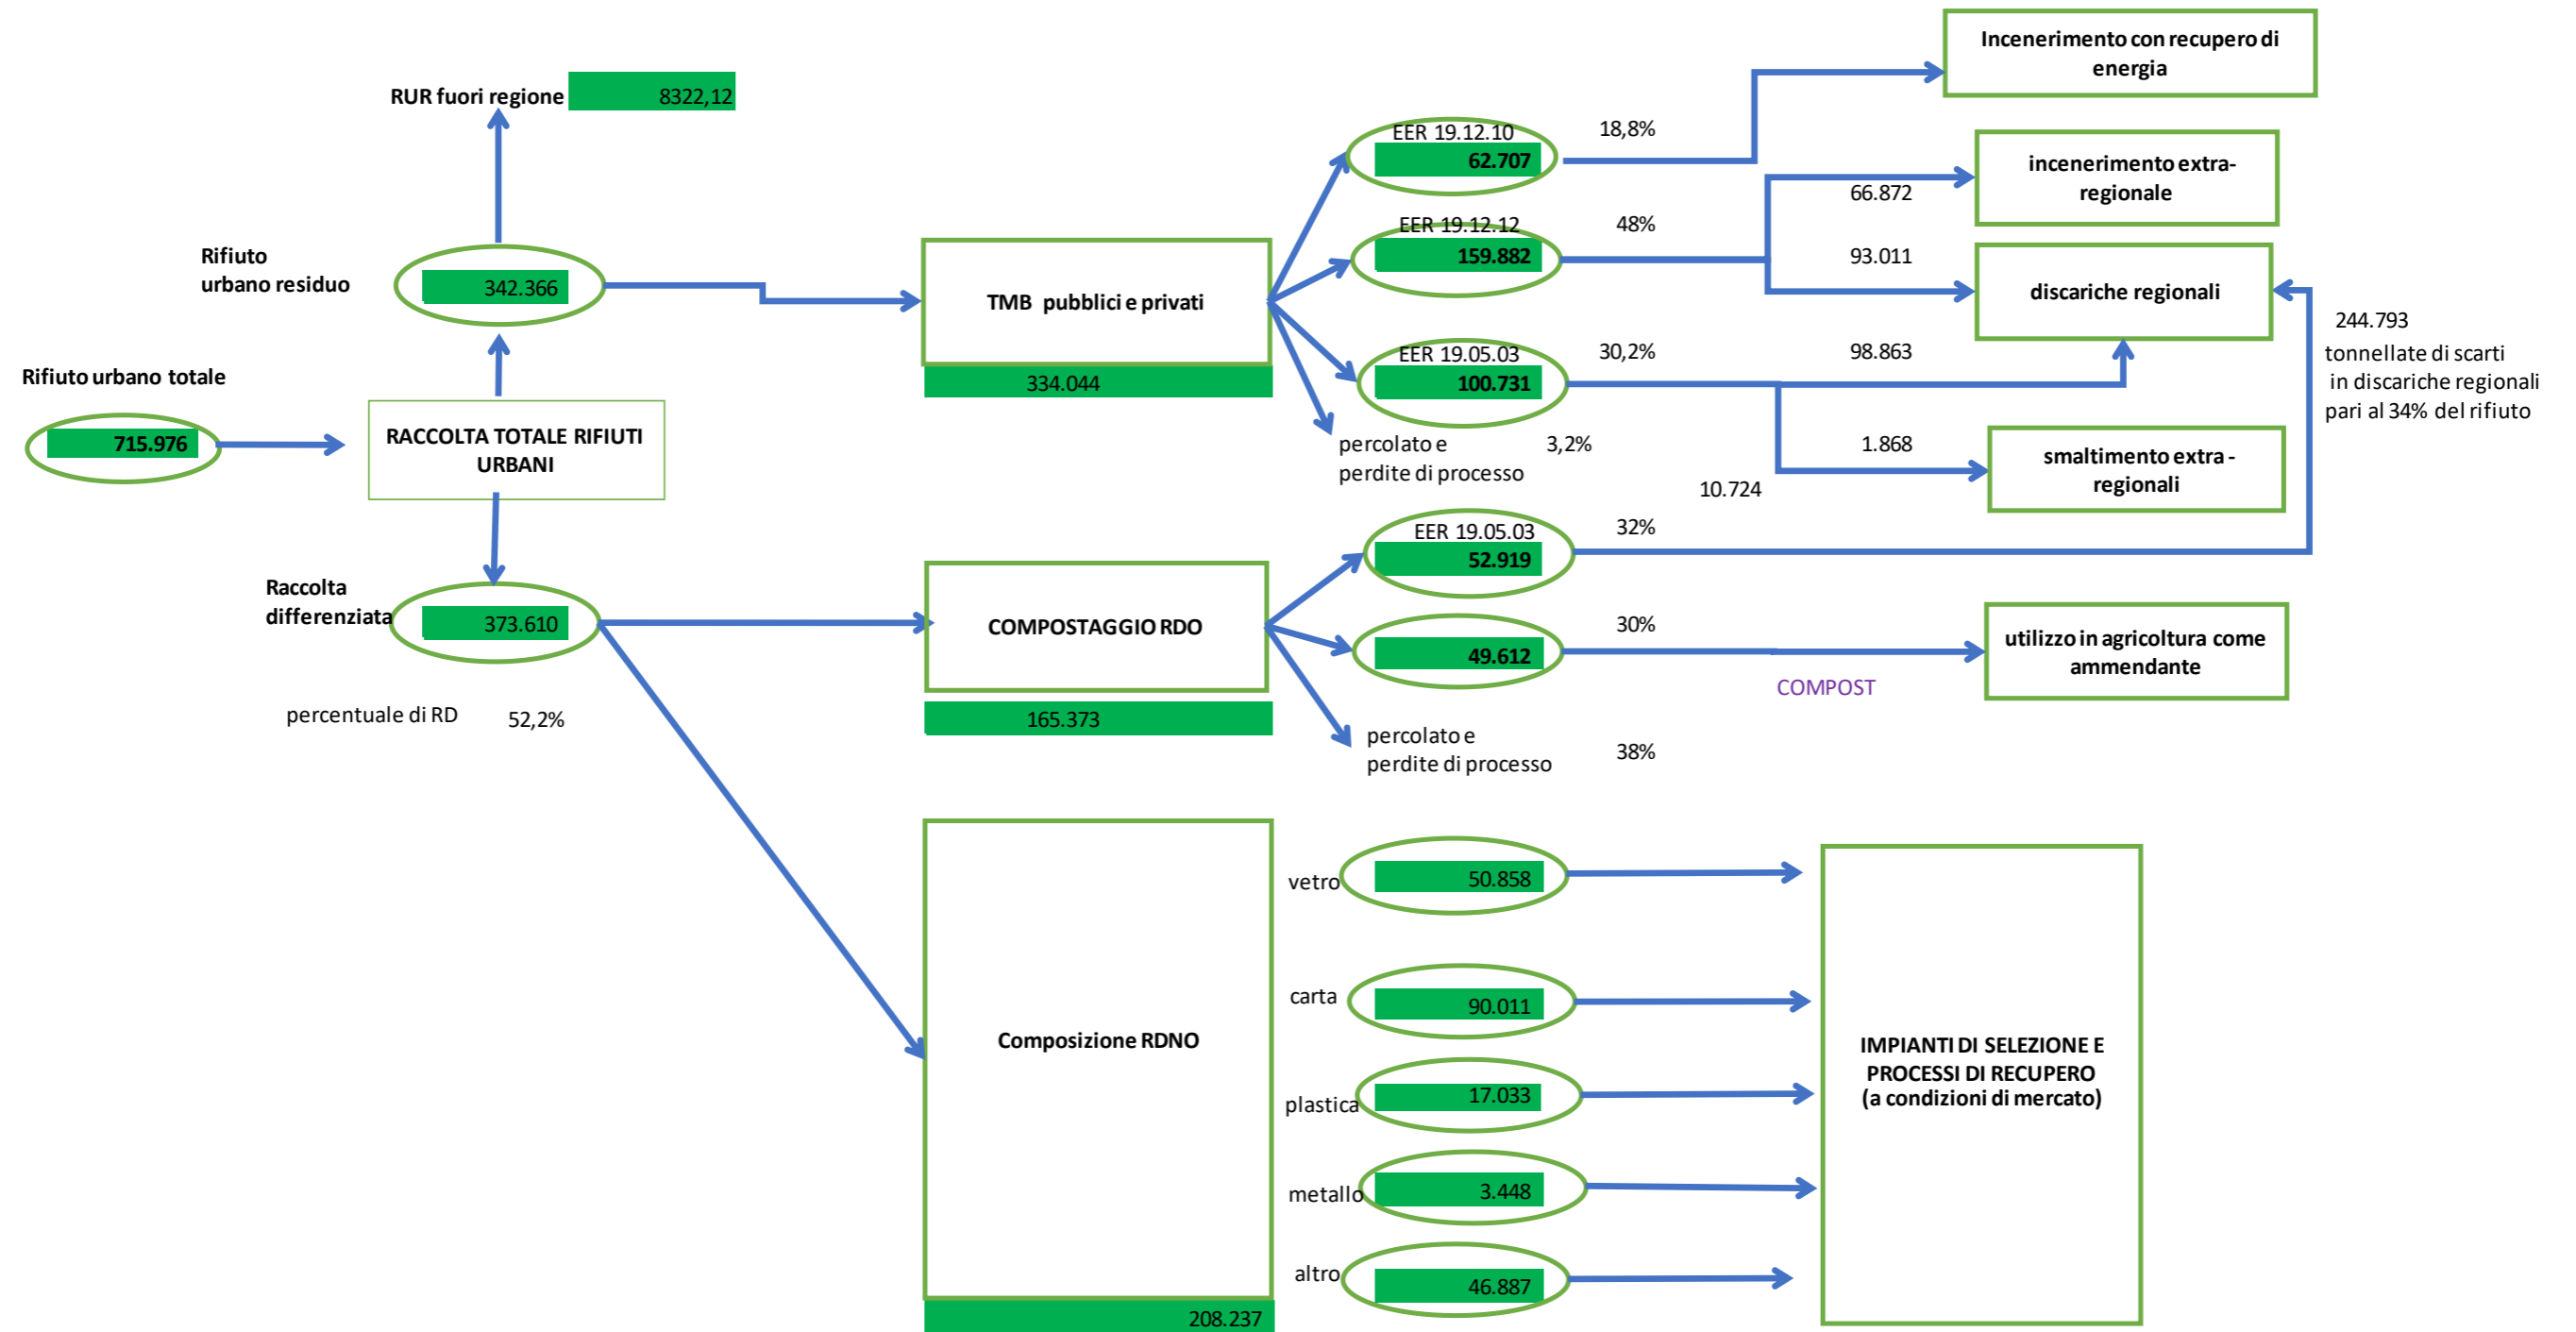 Incenerimento con recupero di
energia
RUR fuori regione
8322,12
EER 19.12.10
62.707
18,8%
incenerimento extra-
regionale
66.872
EER 19.12.12
159.882
48%
93.011
discariche regionali
Rifiuto
urbano residuo
342.366
TMB pubblici e privati
334.044
EER 19.05.03
100.731
30,2%
98.863
244.793
tonnellate di scarti
in discariche regionali
pari al 34% del rifiuto
Rifiuto urbano totale
715.976
RACCOLTA TOTALE RIFIUTI
URBANI
percolato e
perdite di processo
3,2%
10.724
1.868
smaltimento extra -
regionali
EER 19.05.03
52.919
32%
Raccolta
differenziata
373.610
COMPOSTAGGIO RDO
165.373
49.612
30%
COMPOST
utilizzo in agricoltura come
ammendante
percentuale di RD
52,2%
percolato e
perdite di processo
38%
Composizione RDNO
208.237
vetro
50.858
carta
90.011
plastica
17.033
metallo
3.448
altro
46.887
IMPIANTI DI SELEZIONE E
PROCESSI DI RECUPERO
(a condizioni di mercato)